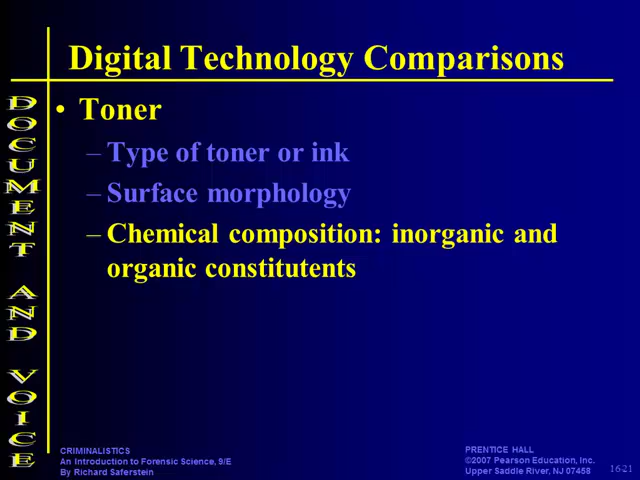 Digital Technology Comparisons
• Toner
– Type of toner or ink
– Surface morphology
– Chemical composition: inorganic and
organic constitutents
DOCUMENT AND VOICE
CRIMINALISTICS
An Introduction to Forensic Science, 9/E
By Richard Saferstein
PRENTICE HALL
©2007 Pearson Education, Inc.
Upper Saddle River, NJ 07458
16-21